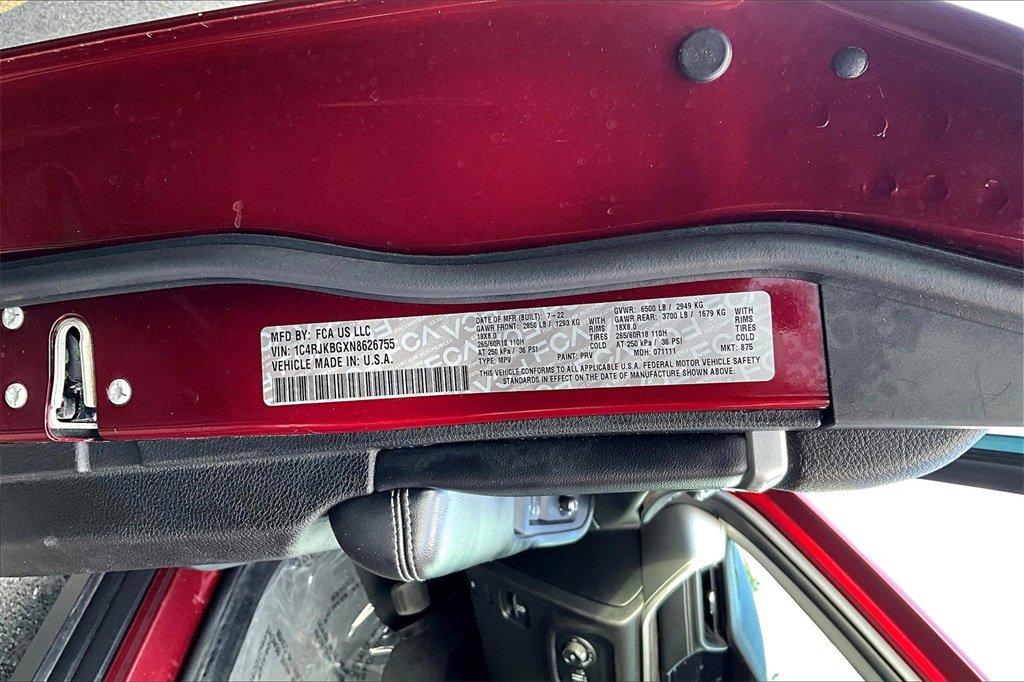 MFD BY: FCA US LLC
VIN: 1C4RJKBGXN8626755
VEHICLE MADE IN: U.S.A.
DATE OF MFR (BUILT): 7-22
GAWR FRONT: 2850 LB / 1293 KG WITH
18X8.0 RIMS
265/60R18 110H
AT 250 kPa / 36 PSI COLD
TYPE: MPV PAINT: PRV
GVWR: 6500 LB / 2949 KG
GAWR REAR: 3700 LB / 1679 KG WITH
18X8.0 RIMS
265/60R18 110H
AT 250 kPa / 36 PSI COLD
MDH: 071111 MKT: 875
THIS VEHICLE CONFORMS TO ALL APPLICABLE U.S.A. FEDERAL MOTOR VEHICLE SAFETY
STANDARDS IN EFFECT ON THE DATE OF MANUFACTURE SHOWN ABOVE.